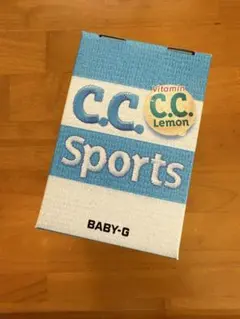 C.C.
Vitamin
C.C.
Lemon
Sports
BABY-G